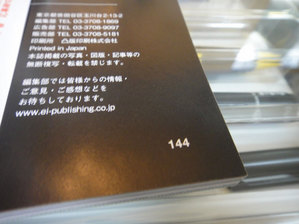 東京都世田谷区玉川台2-13-2
編集部 TEL 03-3708-1869
広告部 TEL 03-3708-9097
販売部 TEL 03-3708-5181
印刷所 凸版印刷株式会社
Printed in Japan
本誌掲載の写真・図版・記事等の
無断複写・転載を禁じます。
編集部では皆様からの情報・
ご意見・ご感想などを
お待ちしております。
www.ei-publishing.co.jp
144